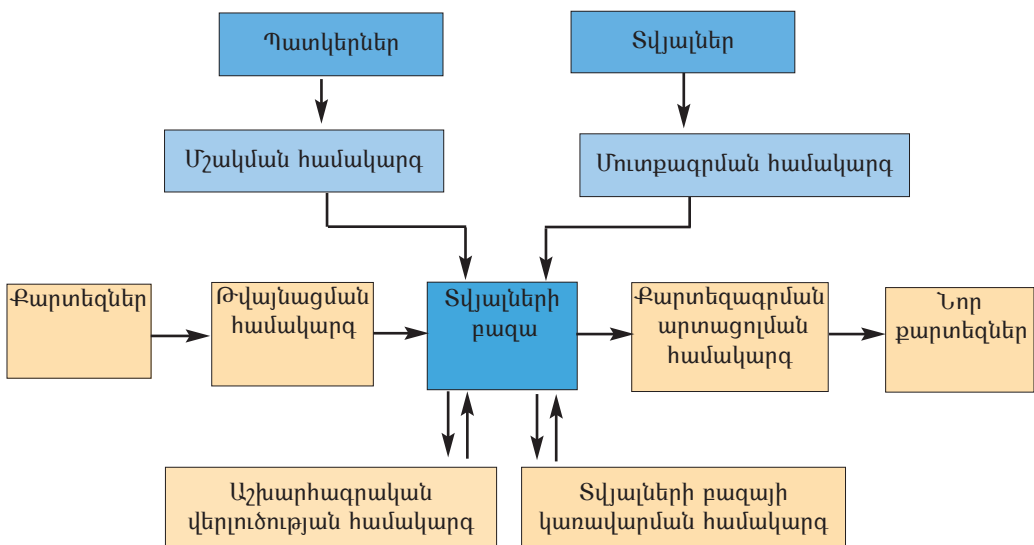 Պատկերներ
Տվյալներ
Մշակման համակարգ
Մուտքագրման համակարգ
Քարտեզներ
Թվայնացման
համակարգ
Տվյալների
բազա
Քարտեզագրման
արտացոլման
համակարգ
Նոր
քարտեզներ
Աշխարհագրական
վերլուծության համակարգ
Տվյալների բազայի
կառավարման համակարգ